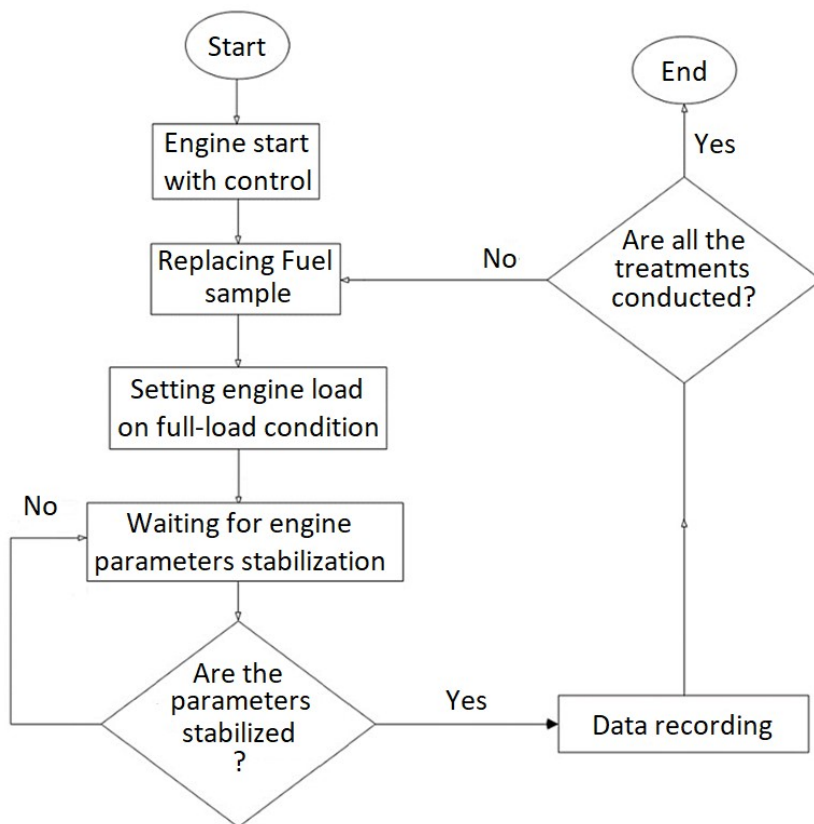 Start
Engine start
with control
Replacing Fuel
sample
Setting engine load
on full-load condition
No
Waiting for engine
parameters stabilization
Are the
parameters
stabilized
?
Yes
Data recording
Are all the
treatments
conducted?
No
Yes
End